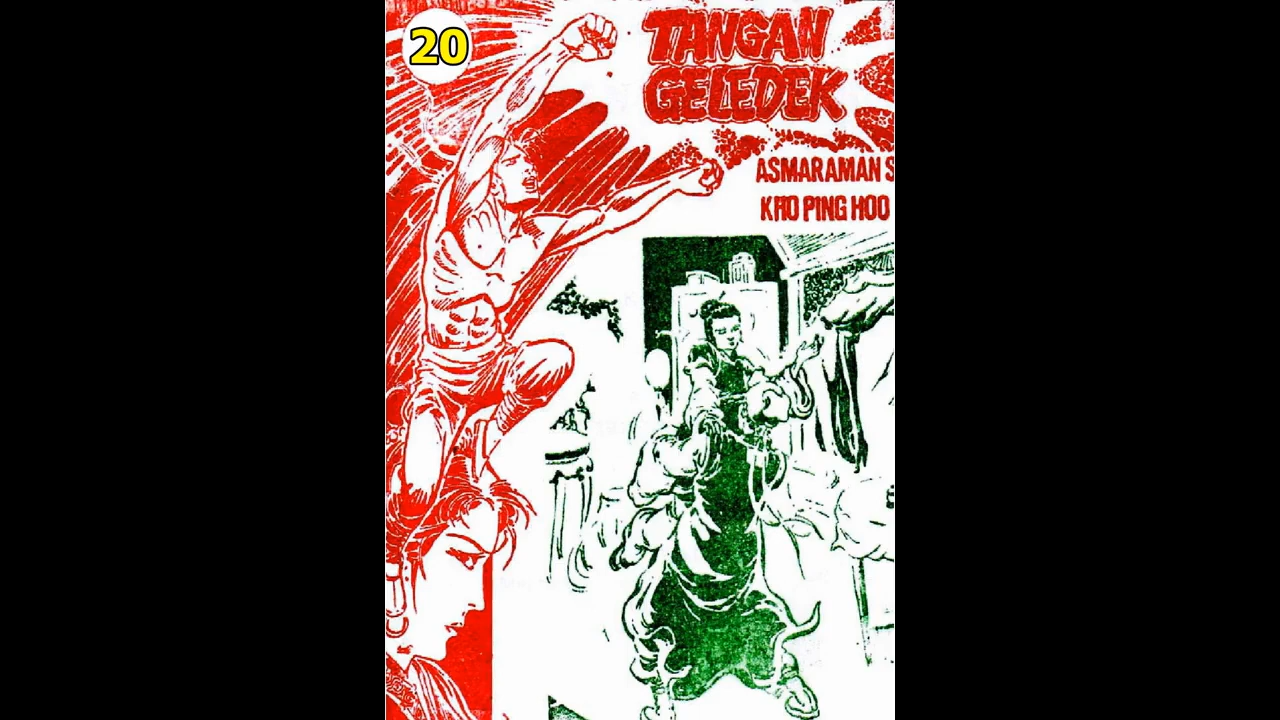 20
TANGAN
GELEDEK
ASMARAMAN S
KHO PING HOO